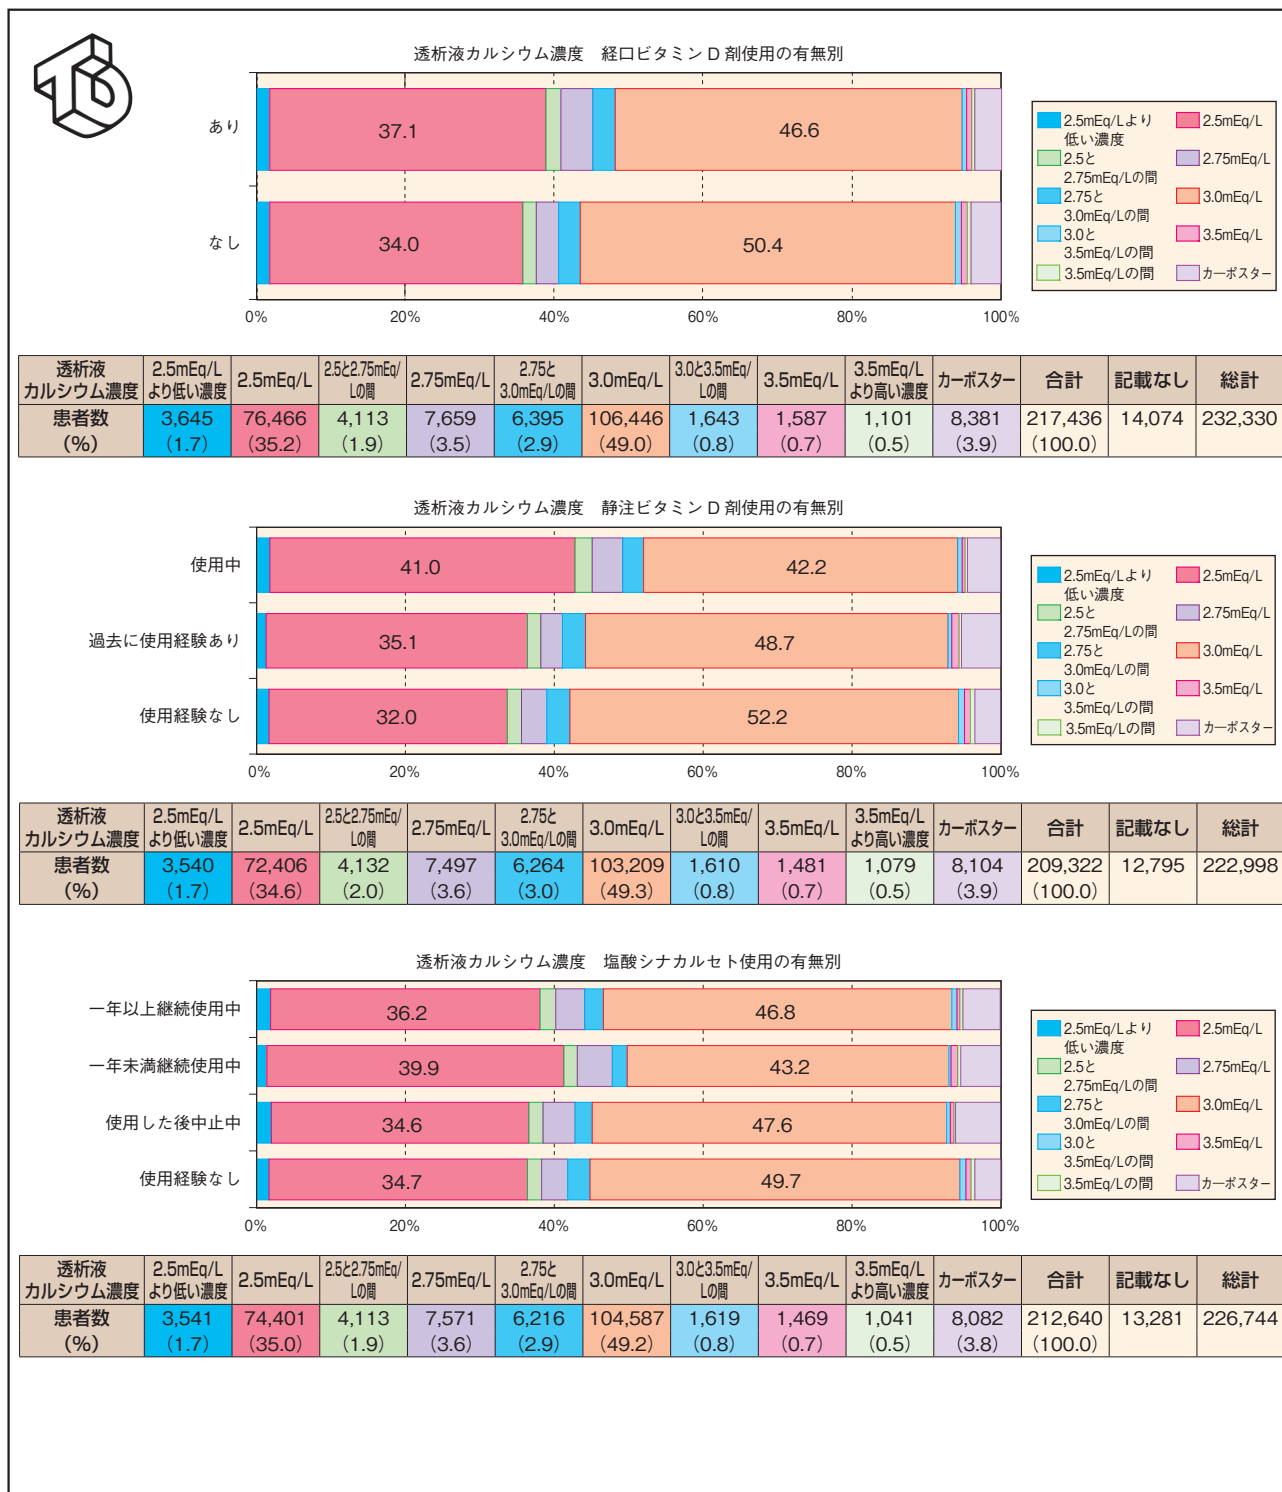 TD
透析液カルシウム濃度　経口ビタミン D 剤使用の有無別
あり
37.1
46.6
なし
34.0
50.4
0%
20%
40%
60%
80%
100%
2.5mEq/Lより
低い濃度
2.5mEq/L
2.5と
2.75mEq/Lの間
2.75mEq/L
2.75と
3.0mEq/Lの間
3.0mEq/L
3.0と
3.5mEq/Lの間
3.5mEq/L
3.5mEq/Lの間
カーボスター
透析液 2.5mEq/L 2.5mEq/L 2.5と2.75mEq/ 2.75mEq/L 2.75と 3.0mEq/L 3.0と3.5mEq/ 3.5mEq/L 3.5mEq/L カーボスター 合計 記載なし 総計
カルシウム濃度 より低い濃度 Lの間 3.0mEq/Lの間 Lの間 より高い濃度
患者数 3,645 76,466 4,113 7,659 6,395 106,446 1,643 1,587 1,101 8,381 217,436 14,074 232,330
(%) (1.7) (35.2) (1.9) (3.5) (2.9) (49.0) (0.8) (0.7) (0.5) (3.9) (100.0)
透析液カルシウム濃度　静注ビタミン D 剤使用の有無別
使用中
41.0
42.2
過去に使用経験あり
35.1
48.7
使用経験なし
32.0
52.2
0%
20%
40%
60%
80%
100%
2.5mEq/Lより
低い濃度
2.5mEq/L
2.5と
2.75mEq/Lの間
2.75mEq/L
2.75と
3.0mEq/Lの間
3.0mEq/L
3.0と
3.5mEq/Lの間
3.5mEq/L
3.5mEq/Lの間
カーボスター
透析液 2.5mEq/L 2.5mEq/L 2.5と2.75mEq/ 2.75mEq/L 2.75と 3.0mEq/L 3.0と3.5mEq/ 3.5mEq/L 3.5mEq/L カーボスター 合計 記載なし 総計
カルシウム濃度 より低い濃度 Lの間 3.0mEq/Lの間 Lの間 より高い濃度
患者数 3,540 72,406 4,132 7,497 6,264 103,209 1,610 1,481 1,079 8,104 209,322 12,795 222,998
(%) (1.7) (34.6) (2.0) (3.6) (3.0) (49.3) (0.8) (0.7) (0.5) (3.9) (100.0)
透析液カルシウム濃度　塩酸シナカルセト使用の有無別
一年以上継続使用中
36.2
46.8
一年未満継続使用中
39.9
43.2
使用した後中止中
34.6
47.6
使用経験なし
34.7
49.7
0%
20%
40%
60%
80%
100%
2.5mEq/Lより
低い濃度
2.5mEq/L
2.5と
2.75mEq/Lの間
2.75mEq/L
2.75と
3.0mEq/Lの間
3.0mEq/L
3.0と
3.5mEq/Lの間
3.5mEq/L
3.5mEq/Lの間
カーボスター
透析液 2.5mEq/L 2.5mEq/L 2.5と2.75mEq/ 2.75mEq/L 2.75と 3.0mEq/L 3.0と3.5mEq/ 3.5mEq/L 3.5mEq/L カーボスター 合計 記載なし 総計
カルシウム濃度 より低い濃度 Lの間 3.0mEq/Lの間 Lの間 より高い濃度
患者数 3,541 74,401 4,113 7,571 6,216 104,587 1,619 1,469 1,041 8,082 212,640 13,281 226,744
(%) (1.7) (35.0) (1.9) (3.6) (2.9) (49.2) (0.8) (0.7) (0.5) (3.8) (100.0)